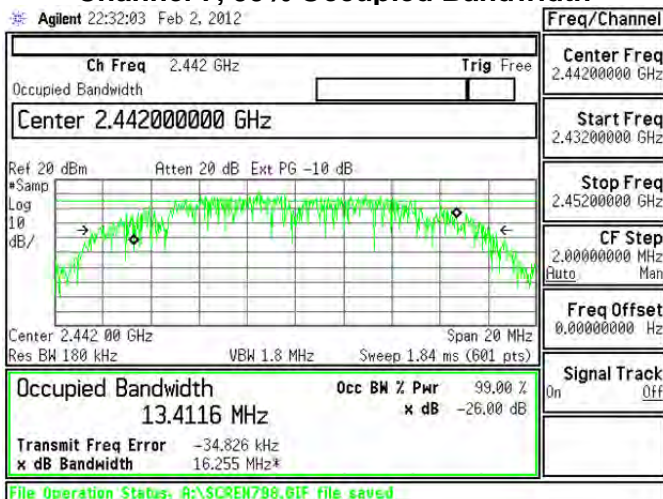 Agilent 22:32:03 Feb 2, 2012
Freq/Channel
Ch Freq 2.442 GHz Trig Free
Occupied Bandwidth
Center 2.442000000 GHz
Center Freq
2.44200000 GHz
Start Freq
2.43200000 GHz
Stop Freq
2.45200000 GHz
CF Step
2.00000000 MHz
Auto Man
Freq Offset
0.00000000 Hz
Signal Track
On Off
Ref 20 dBm Atten 20 dB Ext PG -10 dB
#Samp
Log
10
dB/
Center 2.442 00 GHz Span 20 MHz
Res BW 180 kHz VBW 1.8 MHz Sweep 1.84 ms (601 pts)
Occupied Bandwidth Occ BW % Pwr 99.00 %
13.4116 MHz x dB -26.00 dB
Transmit Freq Error -34.826 kHz
x dB Bandwidth 16.255 MHz*
File Operation Status, A:\SCREN798.GIF file saved